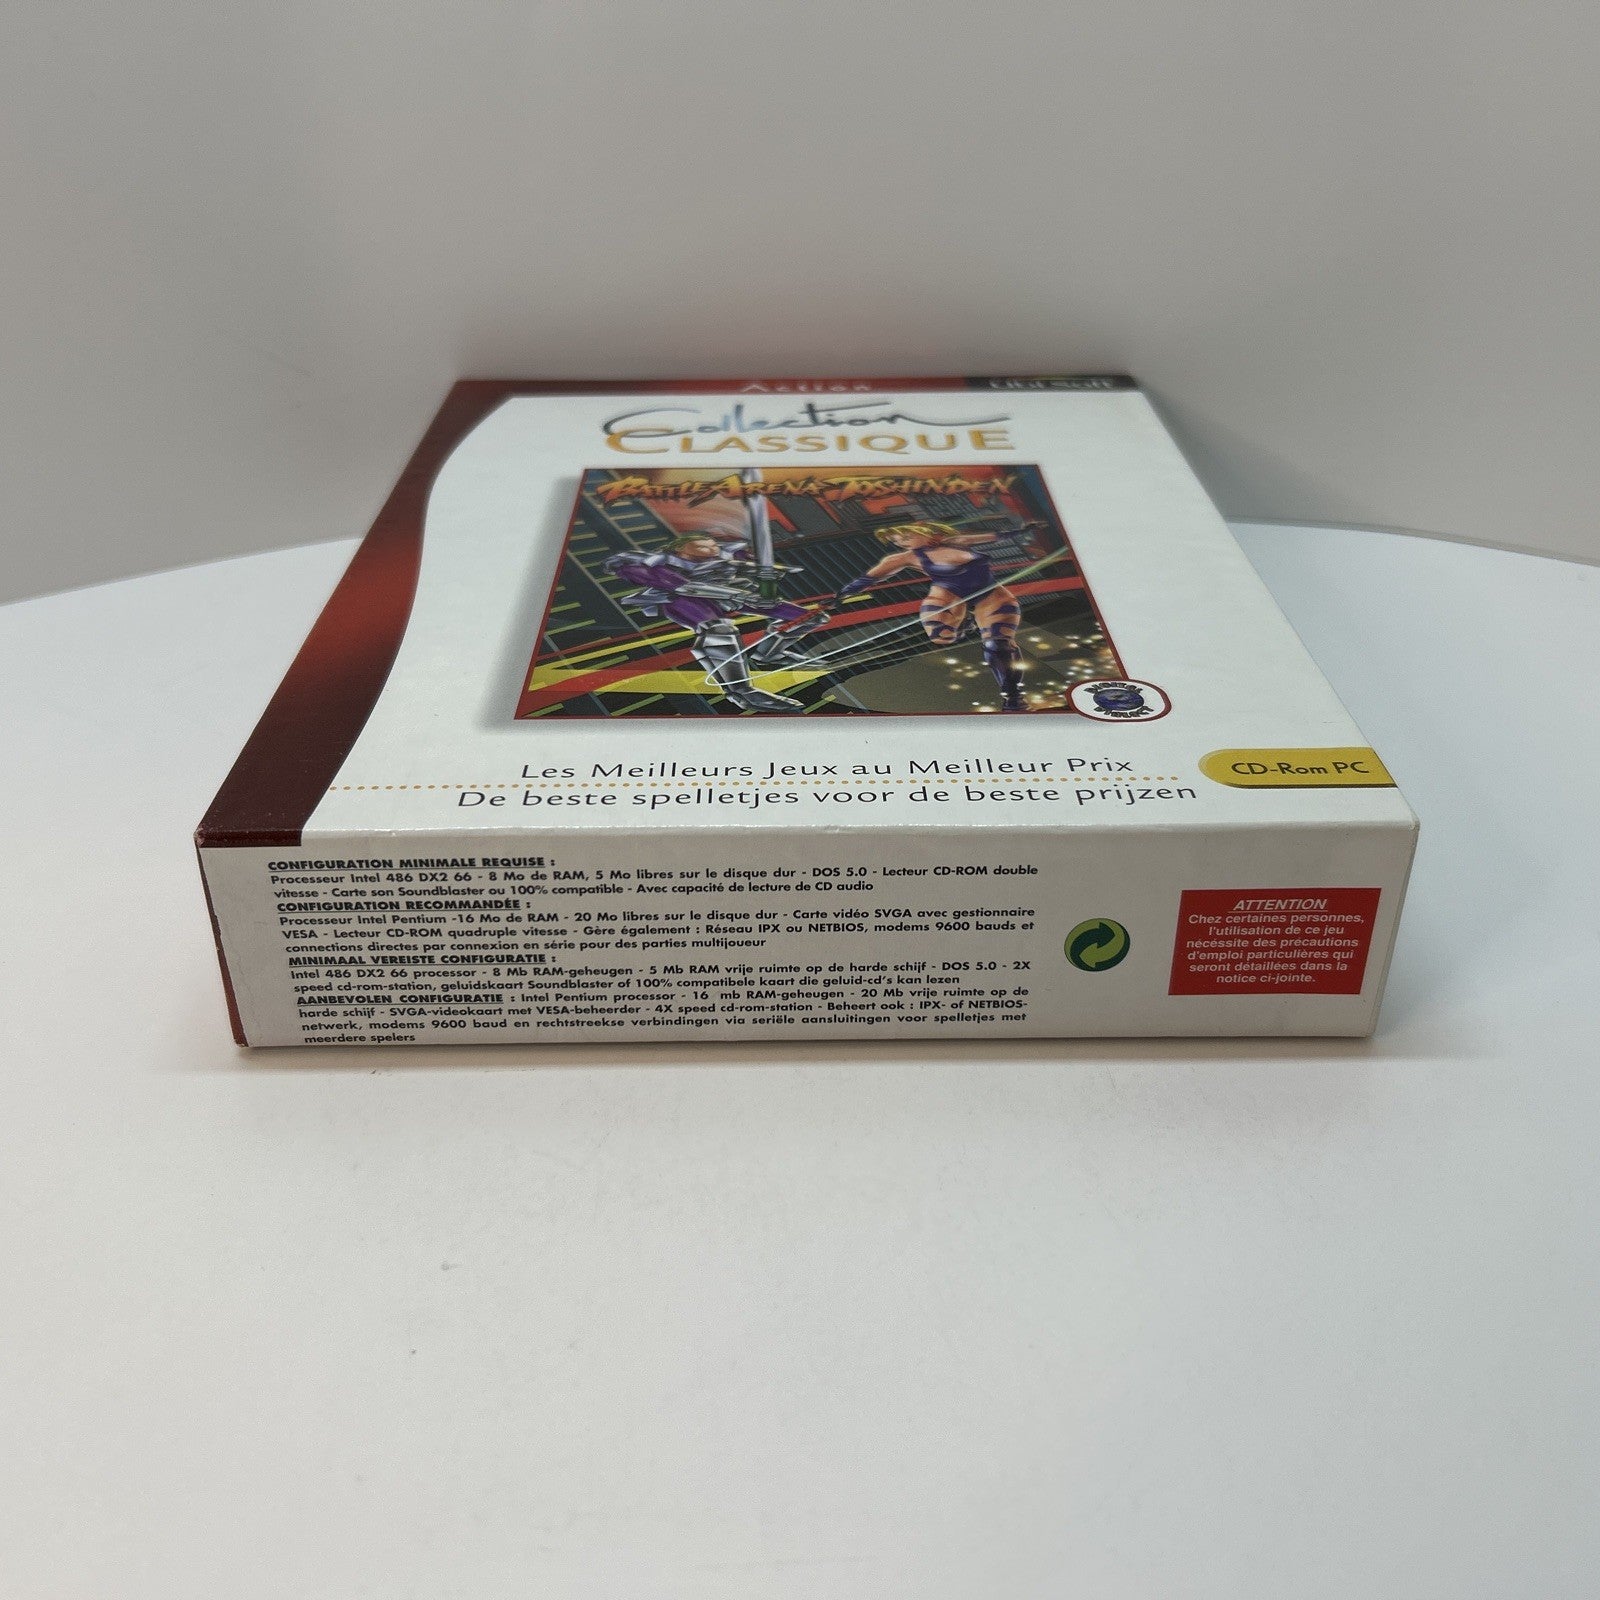 Action
Ubi Soft
Collection
CLASSIQUE
BATTLE ARENA TOSHINDEN
DIGITAL
DIRECT
Les Meilleurs Jeux au Meilleur Prix
De beste spelletjes voor de beste prijzen
CD-Rom PC
CONFIGURATION MINIMALE REQUISE :
Processeur Intel 486 DX2 66 - 8 Mo de RAM, 5 Mo libres sur le disque dur - DOS 5.0 - Lecteur CD-ROM double
vitesse - Carte son Soundblaster ou 100% compatible - Avec capacité de lecture de CD audio
CONFIGURATION RECOMMANDÉE :
Processeur Intel Pentium -16 Mo de RAM - 20 Mo libres sur le disque dur - Carte vidéo SVGA avec gestionnaire
VESA - Lecteur CD-ROM quadruple vitesse - Gère également : Réseau IPX ou NETBIOS, modems 9600 bauds et
connections directes par connexion en série pour des parties multijoueur
MINIMAAL VEREISTE CONFIGURATIE :
Intel 486 DX2 66 processor - 8 Mb RAM-geheugen - 5 Mb RAM vrije ruimte op de harde schijf - DOS 5.0 - 2X
speed cd-rom-station, geluidskaart Soundblaster of 100% compatibele kaart die geluid-cd's kan lezen
AANBEVOLEN CONFIGURATIE : Intel Pentium processor - 16 mb RAM-geheugen - 20 Mb vrije ruimte op de
harde schijf - SVGA-videokaart met VESA-beheerder - 4X speed cd-rom-station - Beheert ook : IPX- of NETBIOS-
netwerk, modems 9600 baud en rechtstreekse verbindingen via seriële aansluitingen voor spelletjes met
meerdere spelers
ATTENTION
Chez certaines personnes,
l'utilisation de ce jeu
nécéssite des précautions
d'emploi particulières qui
seront détaillées dans la
notice ci-jointe.